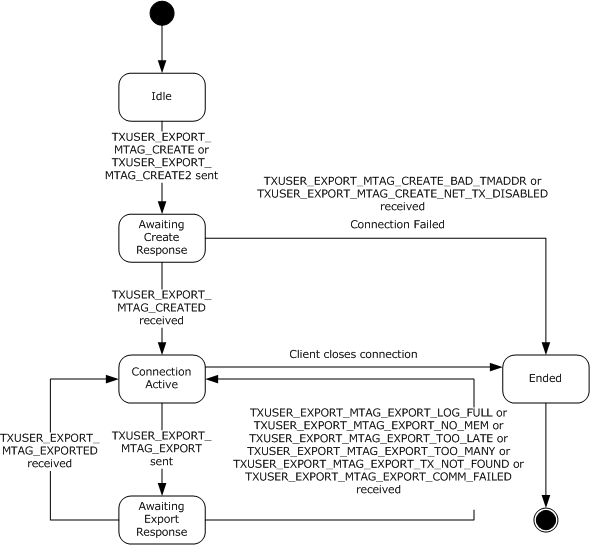 Idle
TXUSER_EXPORT_
MTAG_CREATE or
TXUSER_EXPORT_
MTAG_CREATE2 sent
TXUSER_EXPORT_MTAG_CREATE_BAD_TMADDR or
TXUSER_EXPORT_MTAG_CREATE_NET_TX_DISABLED
received
Awaiting
Create
Response
Connection Failed
TXUSER_EXPORT_
MTAG_CREATED
received
Client closes connection
Connection
Active
Ended
TXUSER_EXPORT_
MTAG_EXPORTED
received
TXUSER_EXPORT_
MTAG_EXPORT
sent
TXUSER_EXPORT_MTAG_EXPORT_LOG_FULL or
TXUSER_EXPORT_MTAG_EXPORT_NO_MEM or
TXUSER_EXPORT_MTAG_EXPORT_TOO_LATE or
TXUSER_EXPORT_MTAG_EXPORT_TOO_MANY or
TXUSER_EXPORT_MTAG_EXPORT_TX_NOT_FOUND or
TXUSER_EXPORT_MTAG_EXPORT_COMM_FAILED
received
Awaiting
Export
Response